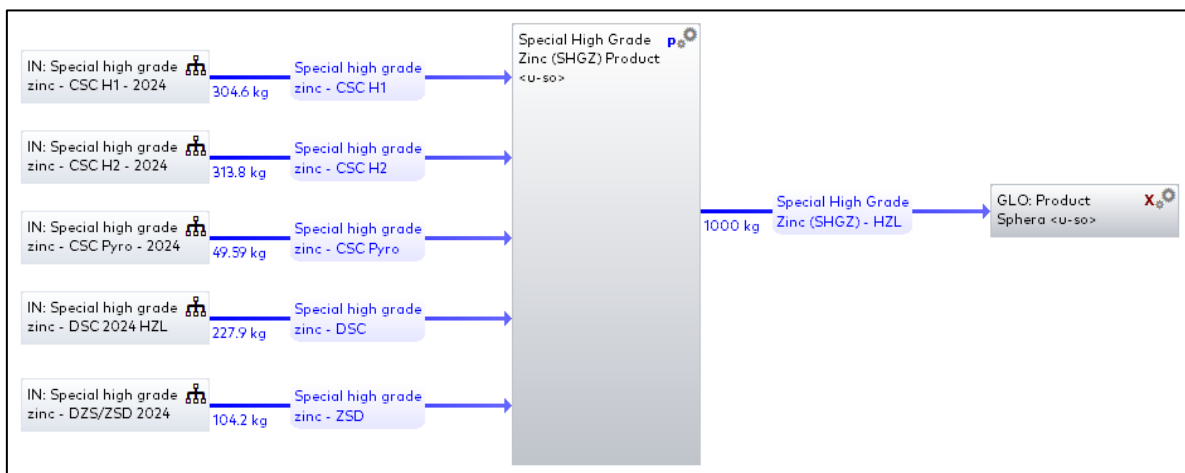 IN: Special high grade
zinc - CSC H1 - 2024
304.6 kg
Special high grade
zinc - CSC H1
IN: Special high grade
zinc - CSC H2 - 2024
313.8 kg
Special high grade
zinc - CSC H2
IN: Special high grade
zinc - CSC Pyro - 2024
49.59 kg
Special high grade
zinc - CSC Pyro
IN: Special high grade
zinc - DSC 2024 HZL
227.9 kg
Special high grade
zinc - DSC
IN: Special high grade
zinc - DZS/ZSD 2024
104.2 kg
Special high grade
zinc - ZSD
Special High Grade p
Zinc (SHGZ) Product
<u-so>
1000 kg
Special High Grade
Zinc (SHGZ) - HZL
GLO: Product X
Sphera <u-so>